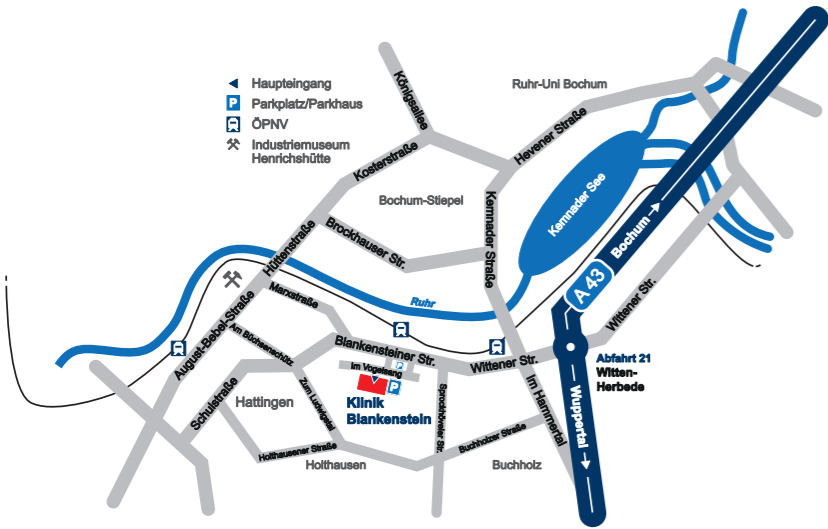 Haupteingang
P
Parkplatz/Parkhaus
ÖPNV
Industriemuseum
Henrichshütte
Königsallee
Ruhr-Uni Bochum
Hevener Straße
Kosterstraße
Bochum-Stiepel
Kemnader See
Brockhauser Str.
Kemnader Straße
Bochum
Hüttenstraße
A 43
Marxstraße
Ruhr
Wittener Str.
August-Bebel-Straße
Am Büchsenschütz
Blankensteiner Str.
Wittener Str.
Abfahrt 21
Witten-
Herbede
P
Im Vogelsang
P
Schulstraße
Hattingen
Zum Ludwigstal
Klinik
Blankenstein
Sprockhöveler Str.
Im Hammertal
Wuppertal
Holthausener Straße
Buchholzer Straße
Holthausen
Buchholz